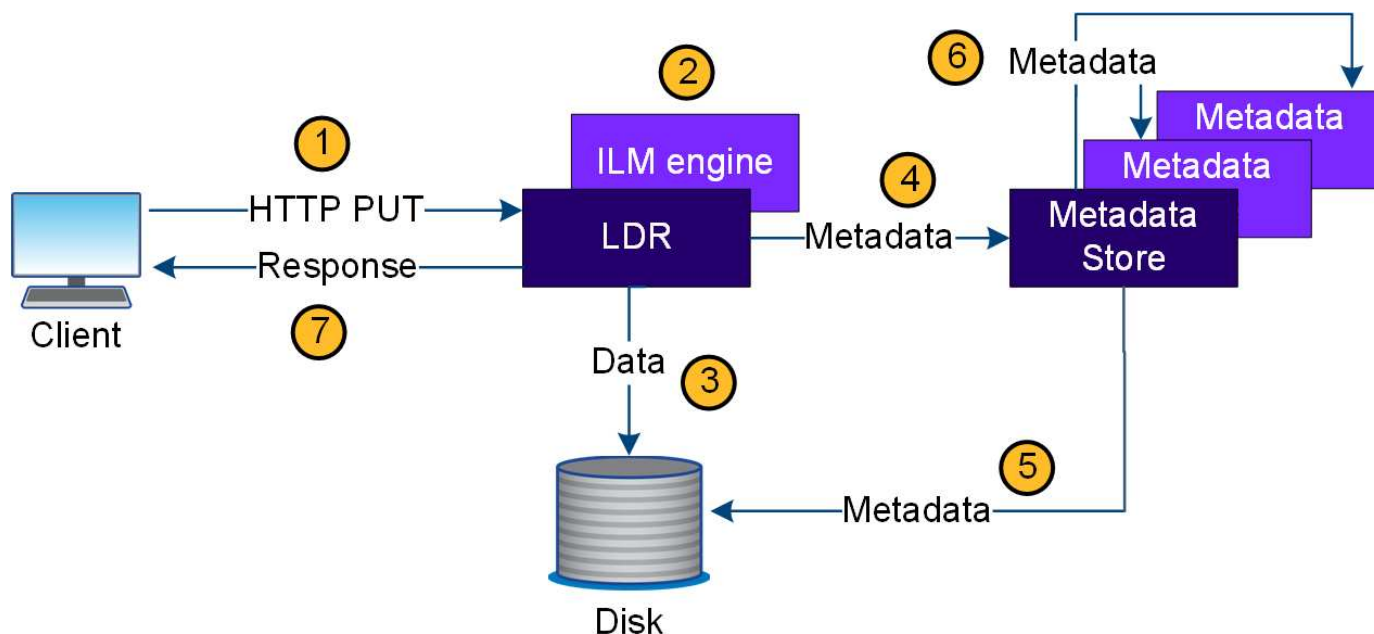 6
Metadata
2
Metadata
1
ILM engine
Metadata
4
HTTP PUT
LDR
Metadata
Metadata
Store
Response
7
Client
Data
3
5
Metadata
Disk